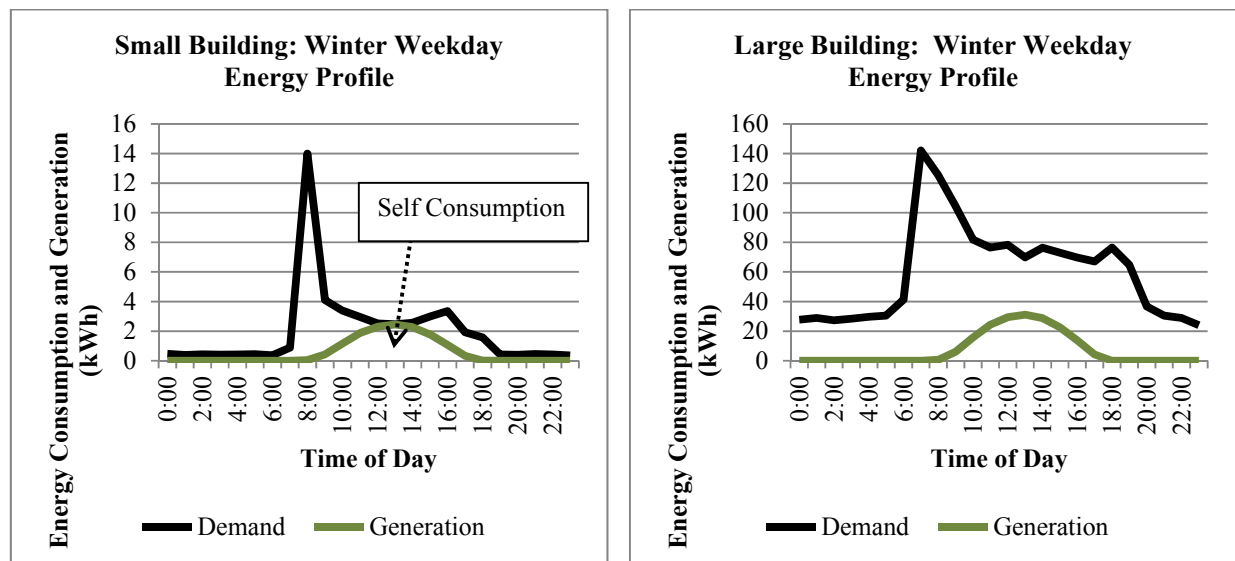 Small Building: Winter Weekday
Energy Profile
Energy Consumption and Generation
(kWh)
16
14
12
10
8
6
4
2
0
Self Consumption
0:00
2:00
4:00
6:00
8:00
10:00
12:00
14:00
16:00
18:00
20:00
22:00
Time of Day
Demand
Generation
Large Building: Winter Weekday
Energy Profile
Energy Consumption and Generation
(kWh)
160
140
120
100
80
60
40
20
0
0:00
2:00
4:00
6:00
8:00
10:00
12:00
14:00
16:00
18:00
20:00
22:00
Time of Day
Demand
Generation